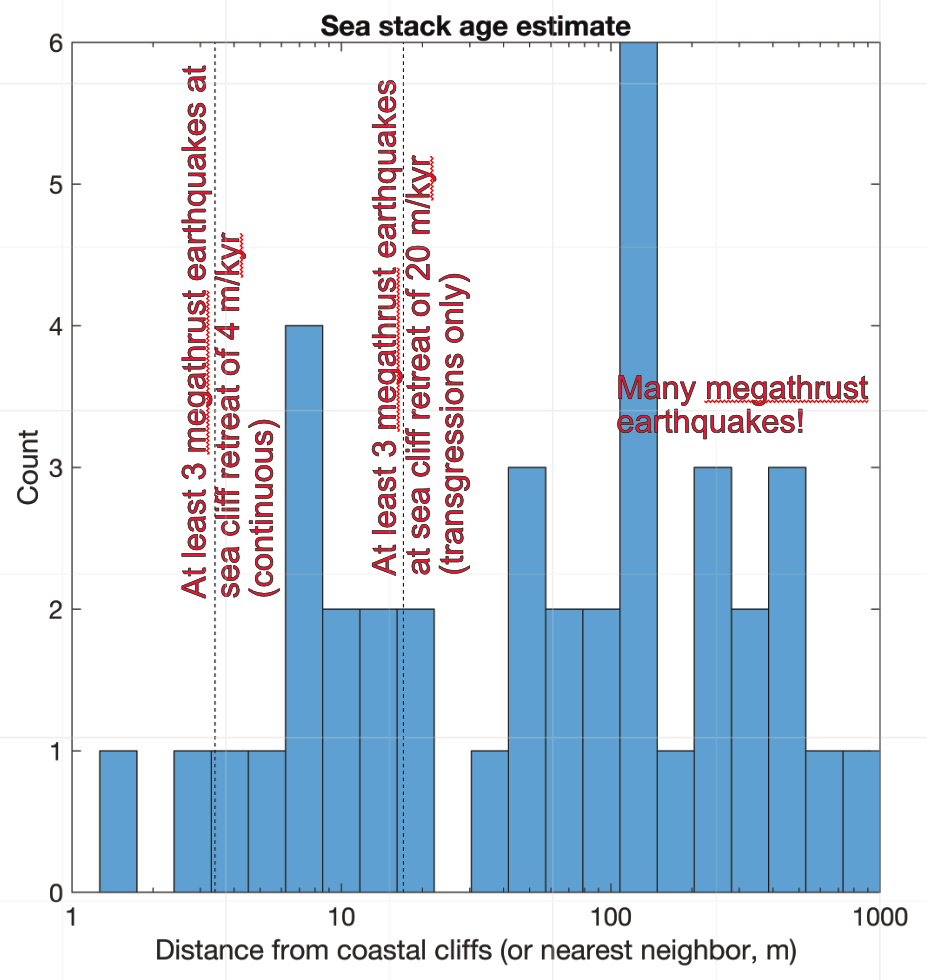 Sea stack age estimate
6
5
4
3
2
1
0
Count
At least 3 megathrust earthquakes at
sea cliff retreat of 4 m/kyr
(continuous)
At least 3 megathrust earthquakes
at sea cliff retreat of 20 m/kyr
(transgressions only)
Many megathrust
earthquakes!
1 10 100 1000
Distance from coastal cliffs (or nearest neighbor, m)